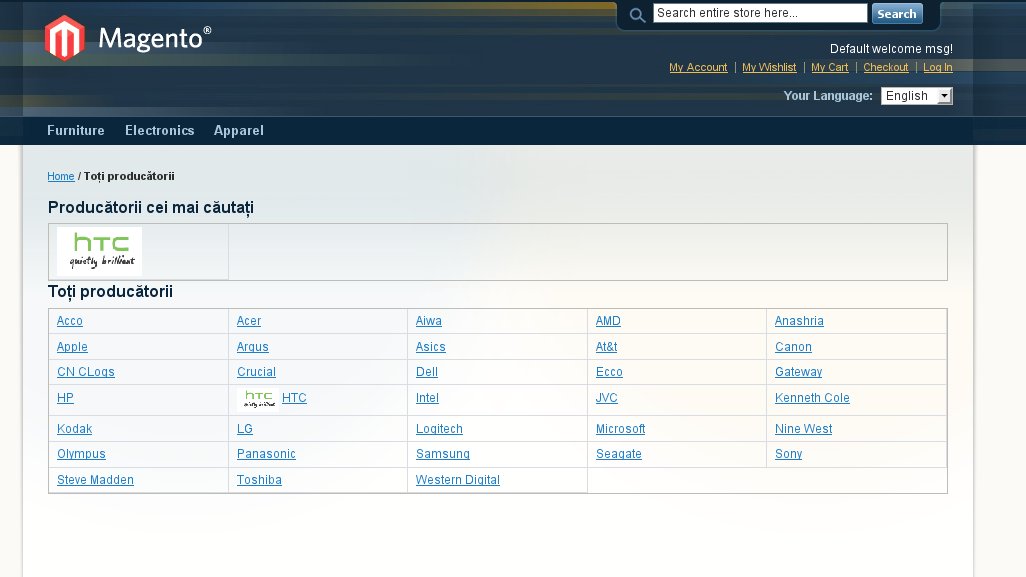 Magento®
Search entire store here... Search
Default welcome msg!
My Account | My Wishlist | My Cart | Checkout | Log In
Your Language: English
Furniture Electronics Apparel
Home / Toți producătorii
Producătorii cei mai căutați
hTC
quietly brilliant
Toți producătorii
Acco Acer Aiwa AMD Anashria
Apple Argus Asics At&t Canon
CN CLogs Crucial Dell Ecco Gateway
HP hTC quietly brilliant HTC Intel JVC Kenneth Cole
Kodak LG Logitech Microsoft Nine West
Olympus Panasonic Samsung Seagate Sony
Steve Madden Toshiba Western Digital